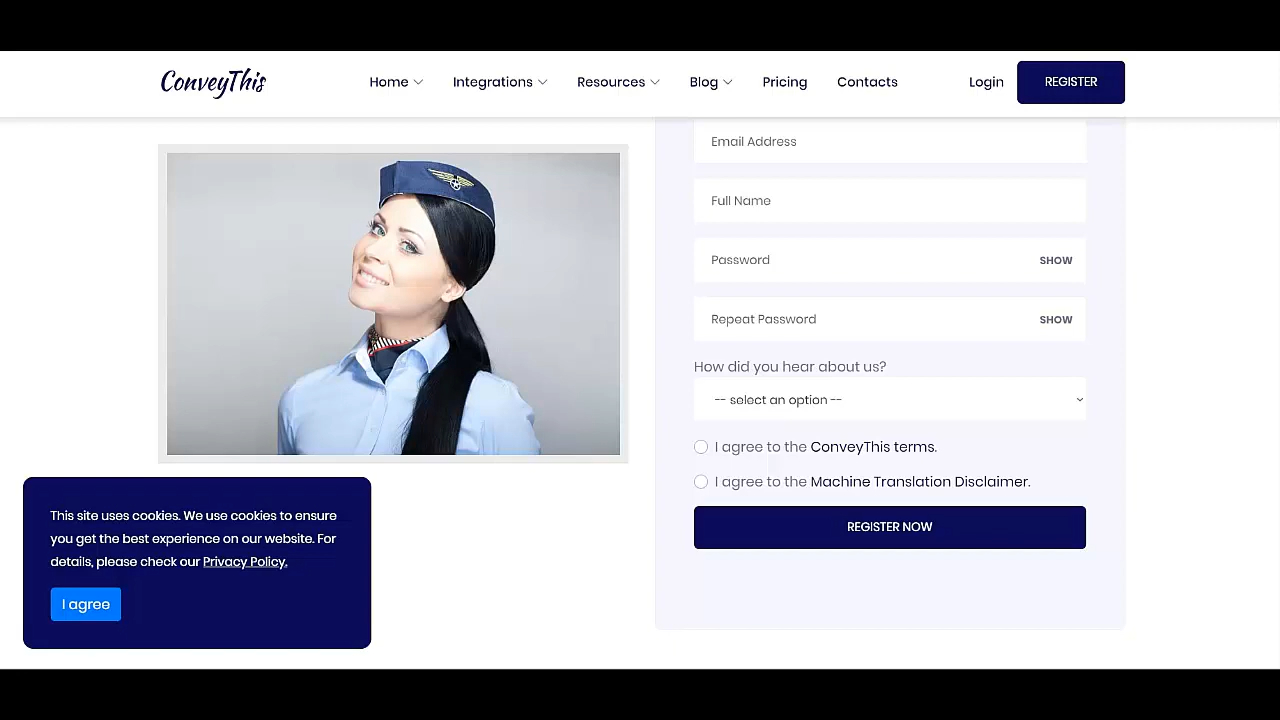 ConveyThis
Home
Integrations
Resources
Blog
Pricing
Contacts
Login
REGISTER
Email Address
Full Name
Password
SHOW
Repeat Password
SHOW
How did you hear about us?
-- select an option --
I agree to the ConveyThis terms.
I agree to the Machine Translation Disclaimer.
REGISTER NOW
This site uses cookies. We use cookies to ensure
you get the best experience on our website. For
details, please check our Privacy Policy.
I agree